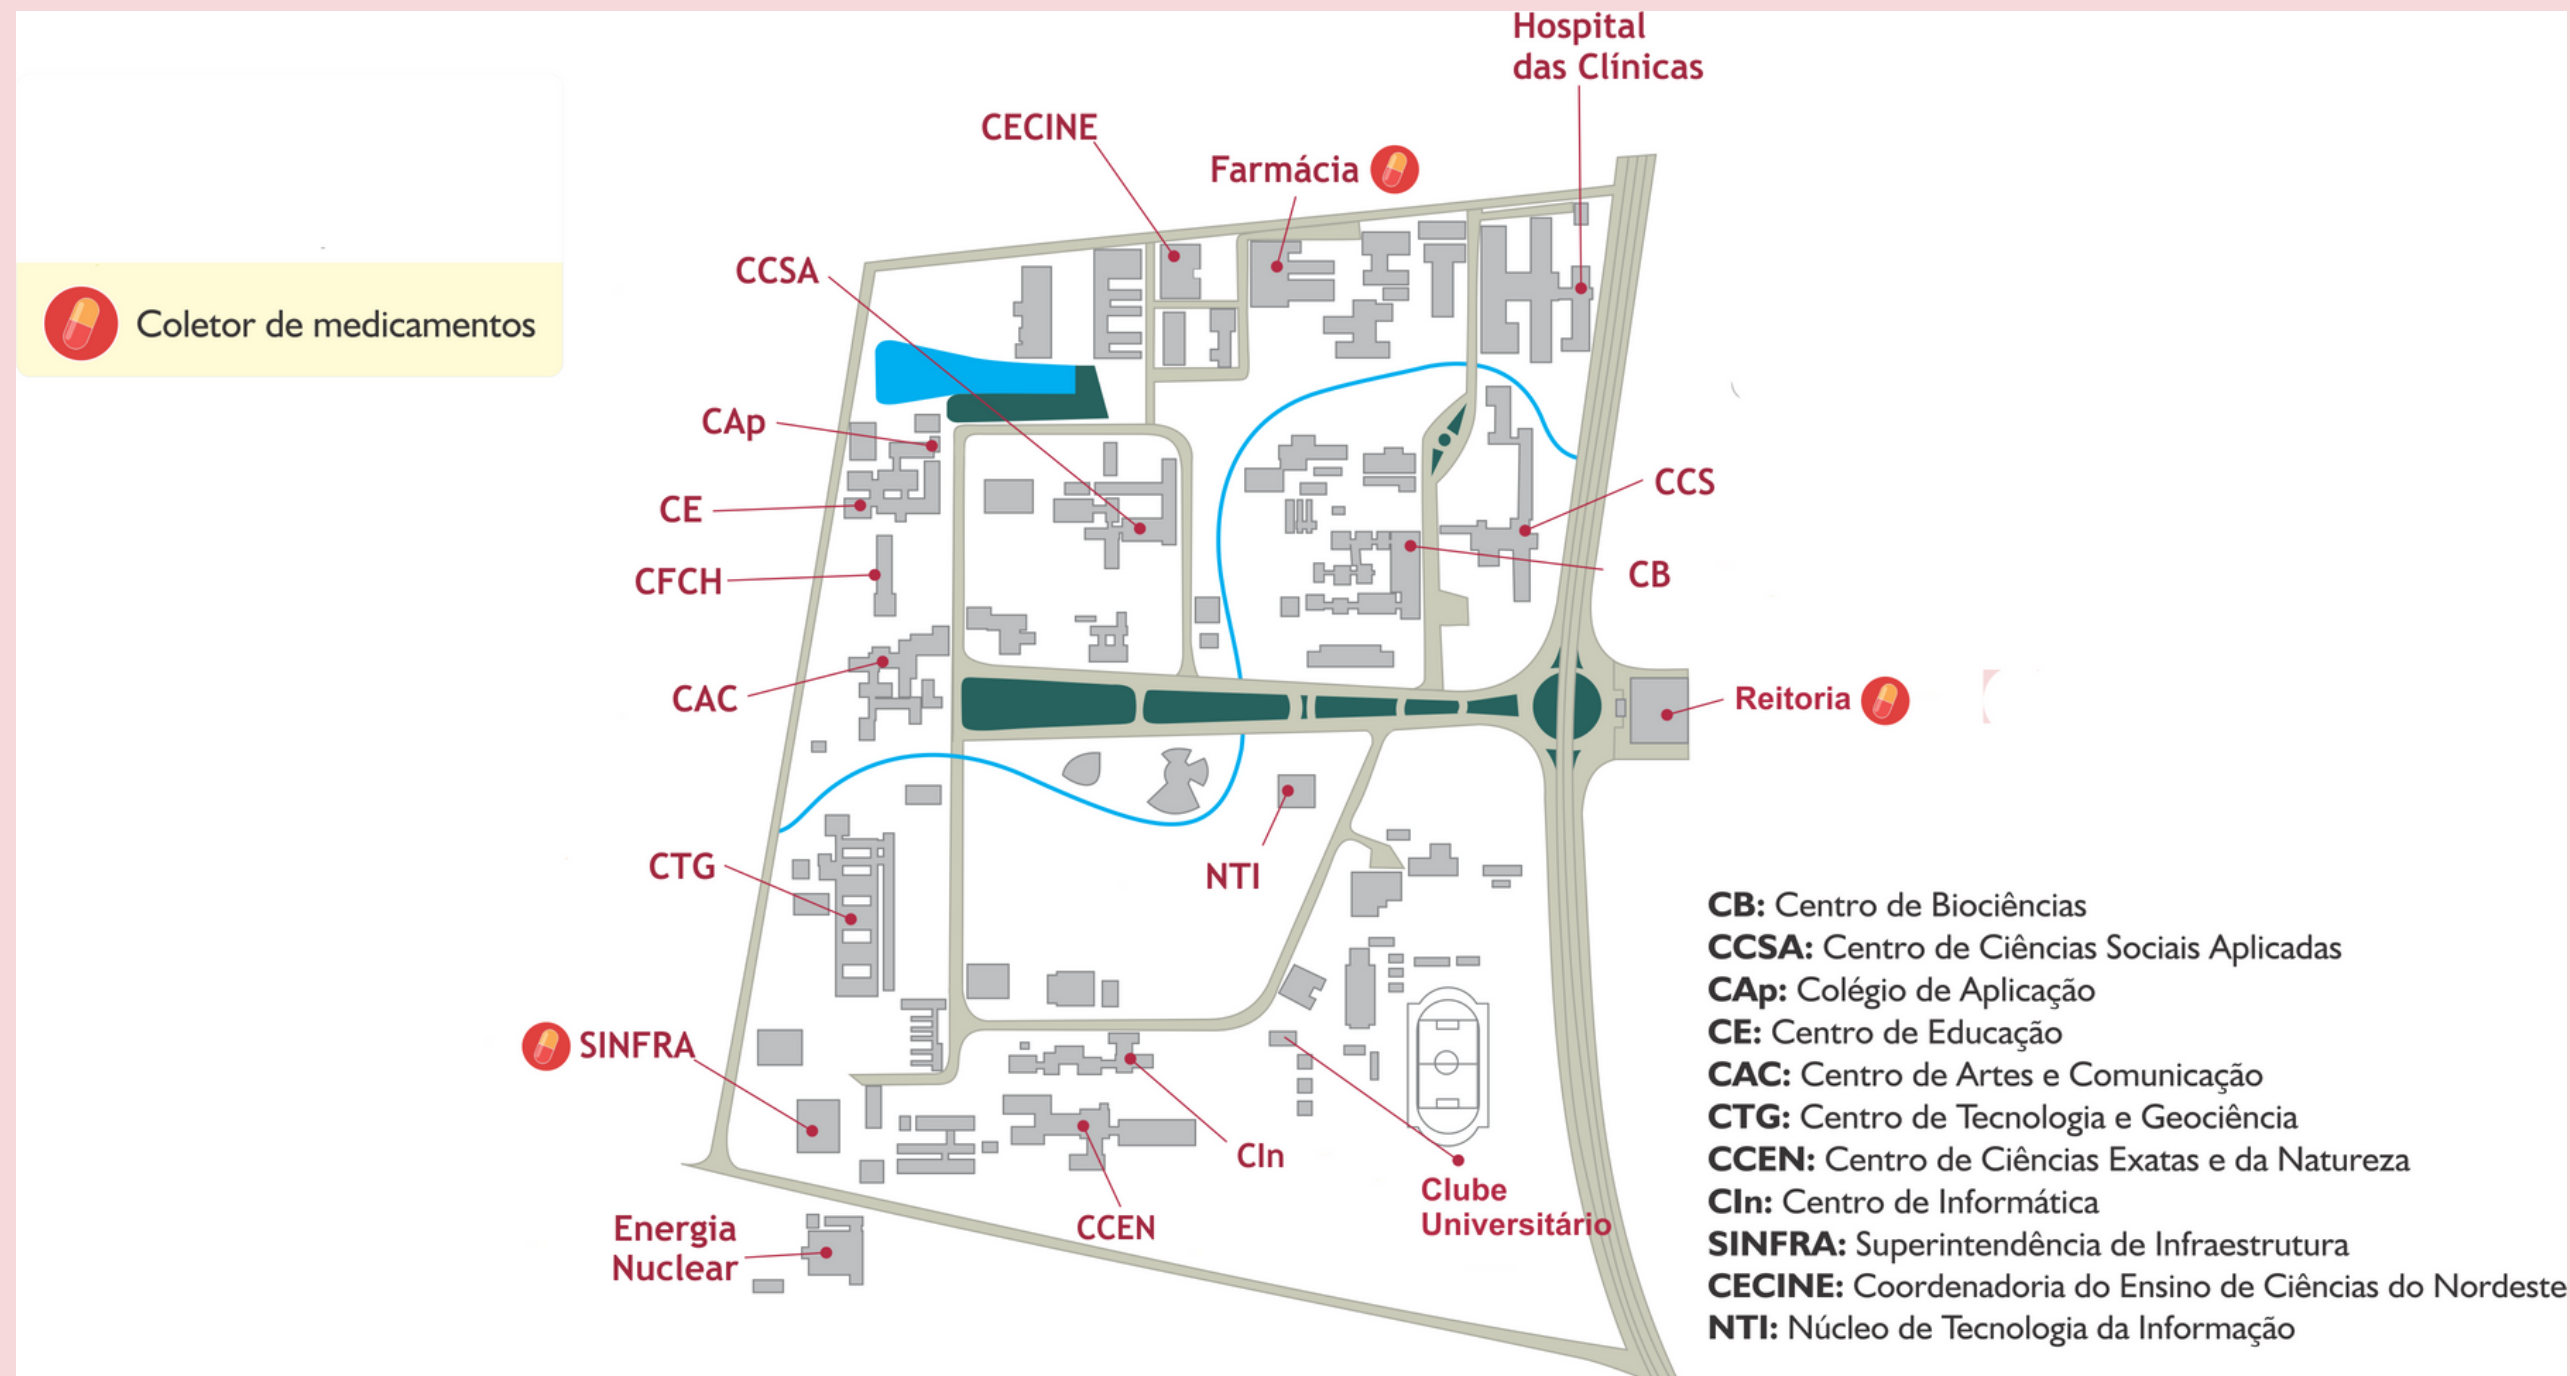 Hospital
das Clínicas
CECINE
Farmácia
CCSA
Coletor de medicamentos
CAp
CCS
CE
CB
CFCH
CAC
Reitoria
CTG
NTI
SINFRA
CIn
Clube
Universitário
CCEN
Energia
Nuclear
CB: Centro de Biociências
CCSA: Centro de Ciências Sociais Aplicadas
CAp: Colégio de Aplicação
CE: Centro de Educação
CAC: Centro de Artes e Comunicação
CTG: Centro de Tecnologia e Geociência
CCEN: Centro de Ciências Exatas e da Natureza
CIn: Centro de Informática
SINFRA: Superintendência de Infraestrutura
CECINE: Coordenadoria do Ensino de Ciências do Nordeste
NTI: Núcleo de Tecnologia da Informação